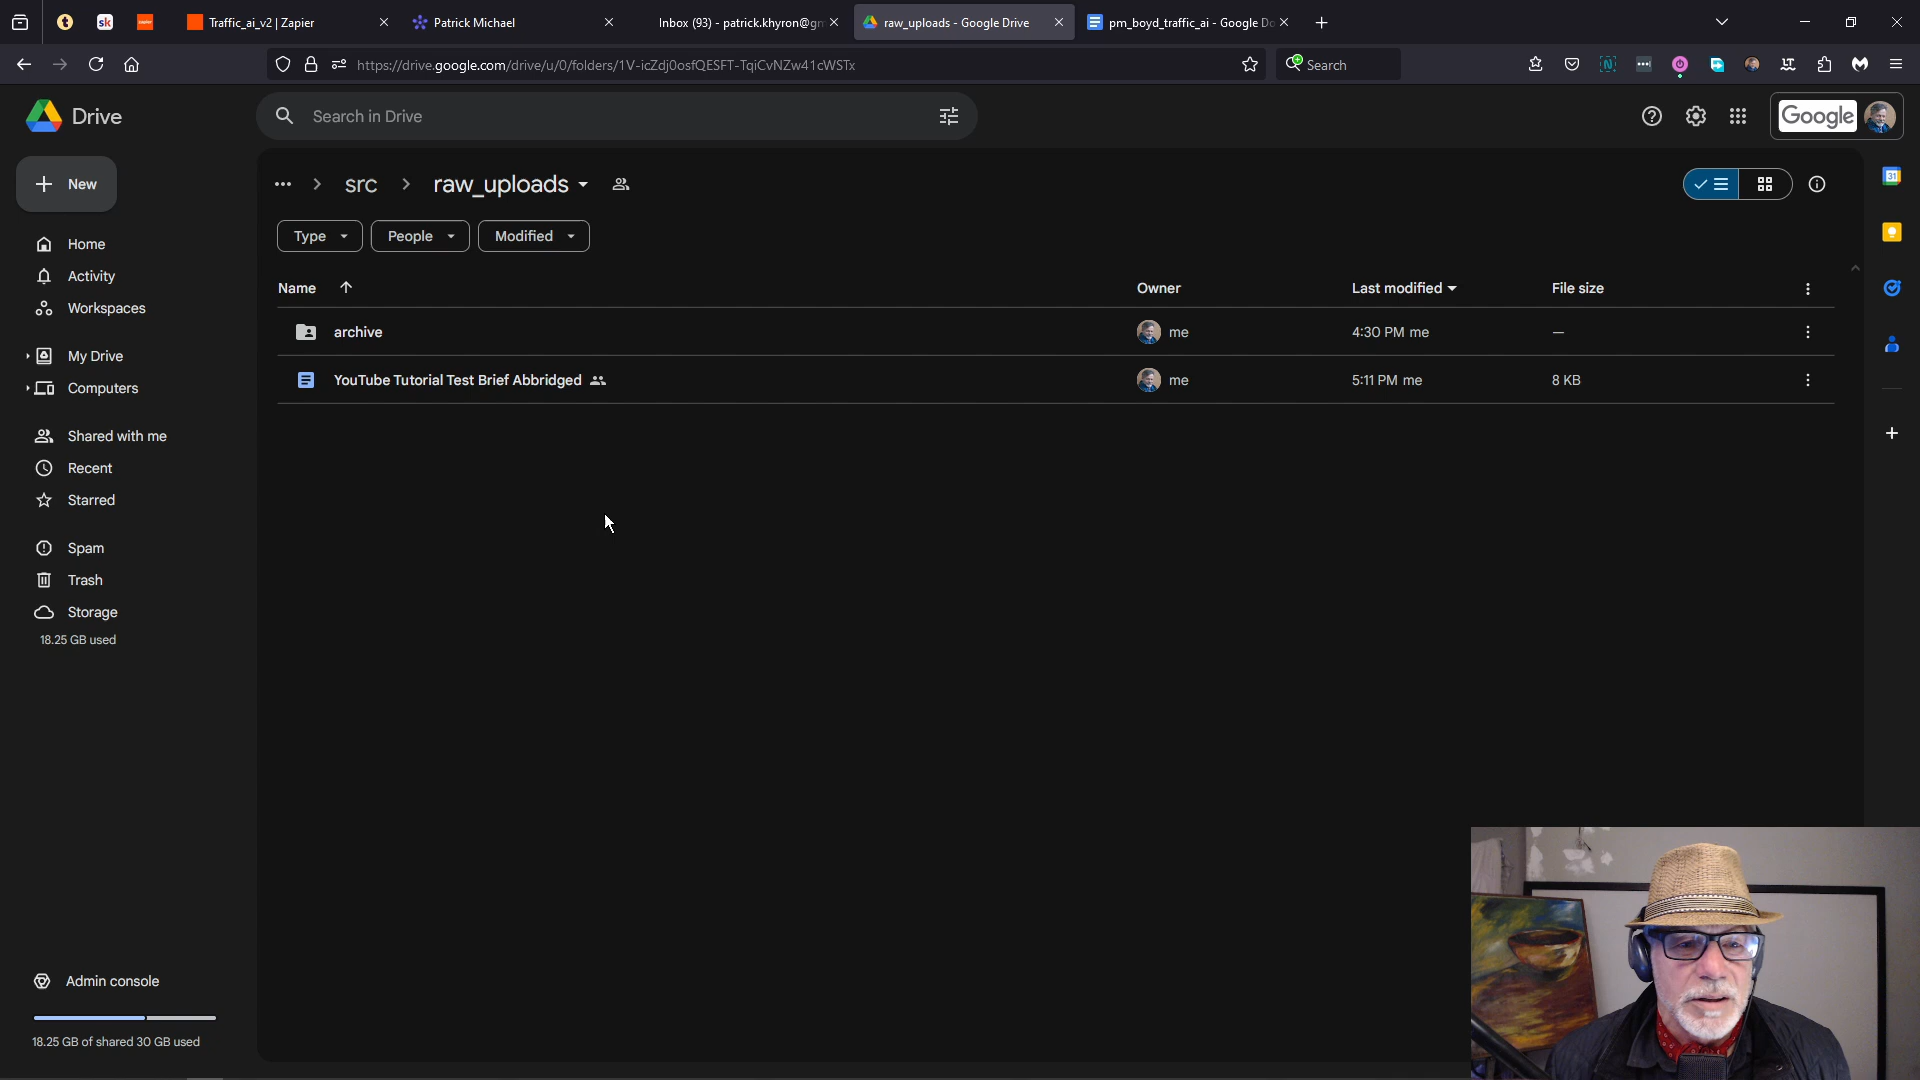 Traffic_ai_v2 | Zapier
Patrick Michael
Inbox (93) - patrick.khyron@gm
raw_uploads - Google Drive
pm_boyd_traffic_ai - Google Do
https://drive.google.com/drive/u/0/folders/1V-icZdj0osfQESFT-TqiCvNZw41cWSTx
Search
Drive
Search in Drive
Google
New
src
raw_uploads
31
Type
People
Modified
Home
Activity
Workspaces
My Drive
Computers
Shared with me
Recent
Starred
Spam
Trash
Storage
18.25 GB used
Name
Owner
Last modified
File size
archive
me
4:30 PM me
—
YouTube Tutorial Test Brief Abbridged
me
5:11 PM me
8 KB
Admin console
18.25 GB of shared 30 GB used